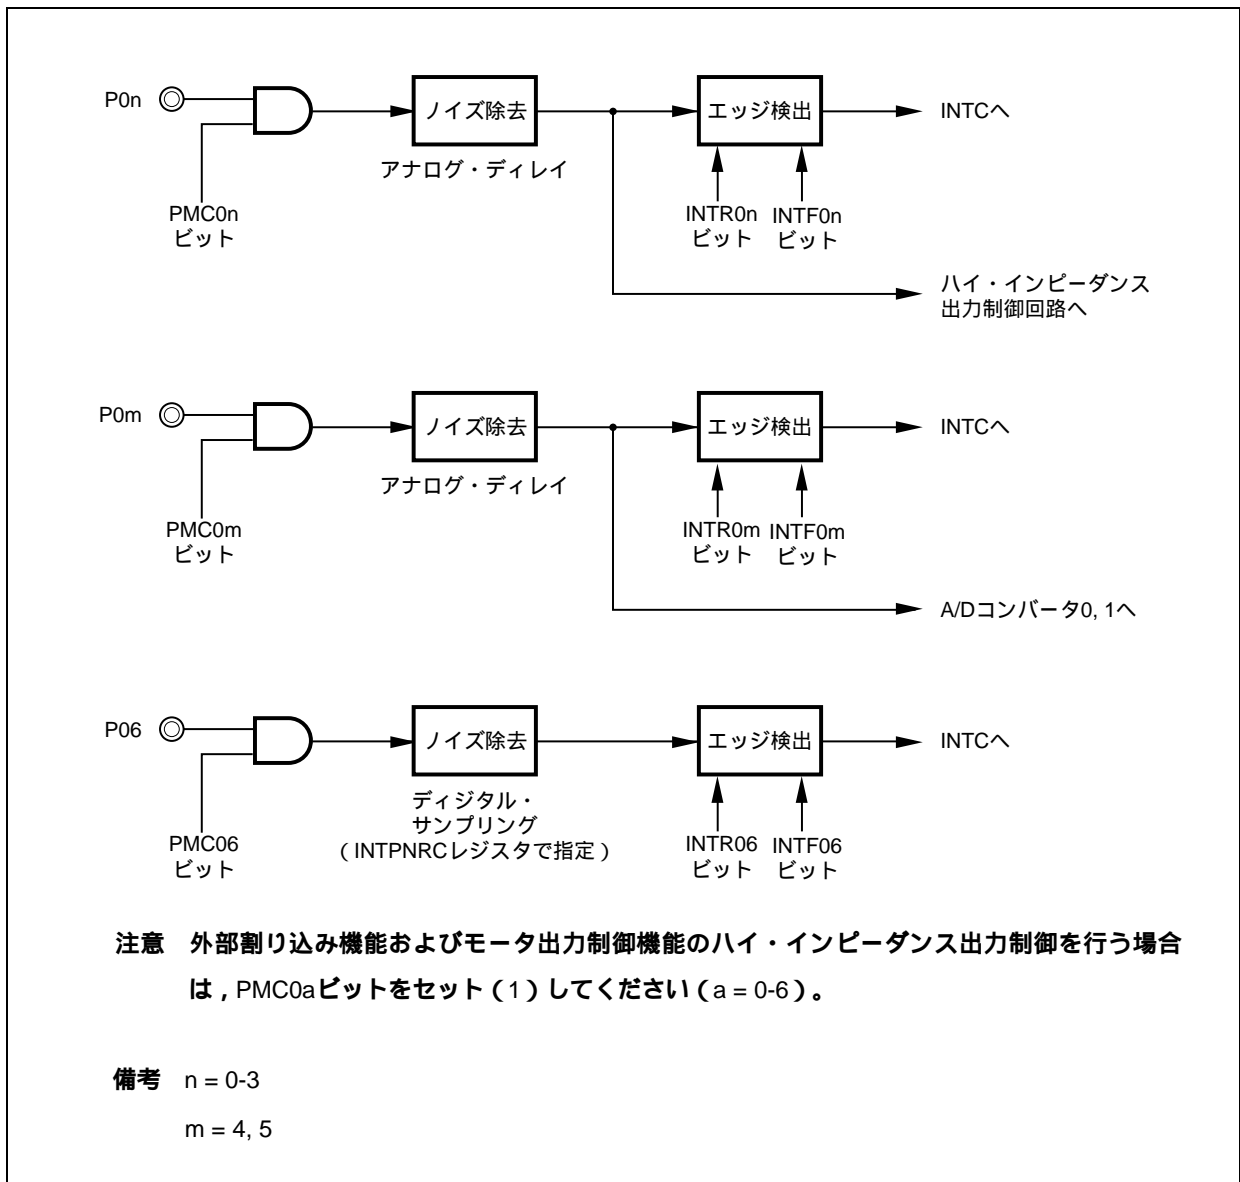 P0n
ノイズ除去
エッジ検出
INTCへ
アナログ・ディレイ
PMC0n
ビット
INTR0n
ビット
INTF0n
ビット
ハイ・インピーダンス
出力制御回路へ
P0m
ノイズ除去
エッジ検出
INTCへ
アナログ・ディレイ
PMC0m
ビット
INTR0m
ビット
INTF0m
ビット
A/Dコンバータ0, 1へ
P06
ノイズ除去
エッジ検出
INTCへ
ディジタル・
サンプリング
（INTPNRCレジスタで指定）
PMC06
ビット
INTR06
ビット
INTF06
ビット
注意　外部割り込み機能およびモータ出力制御機能のハイ・インピーダンス出力制御を行う場合
は，PMC0aビットをセット（1）してください（a = 0-6）。
備考　n = 0-3
m = 4, 5